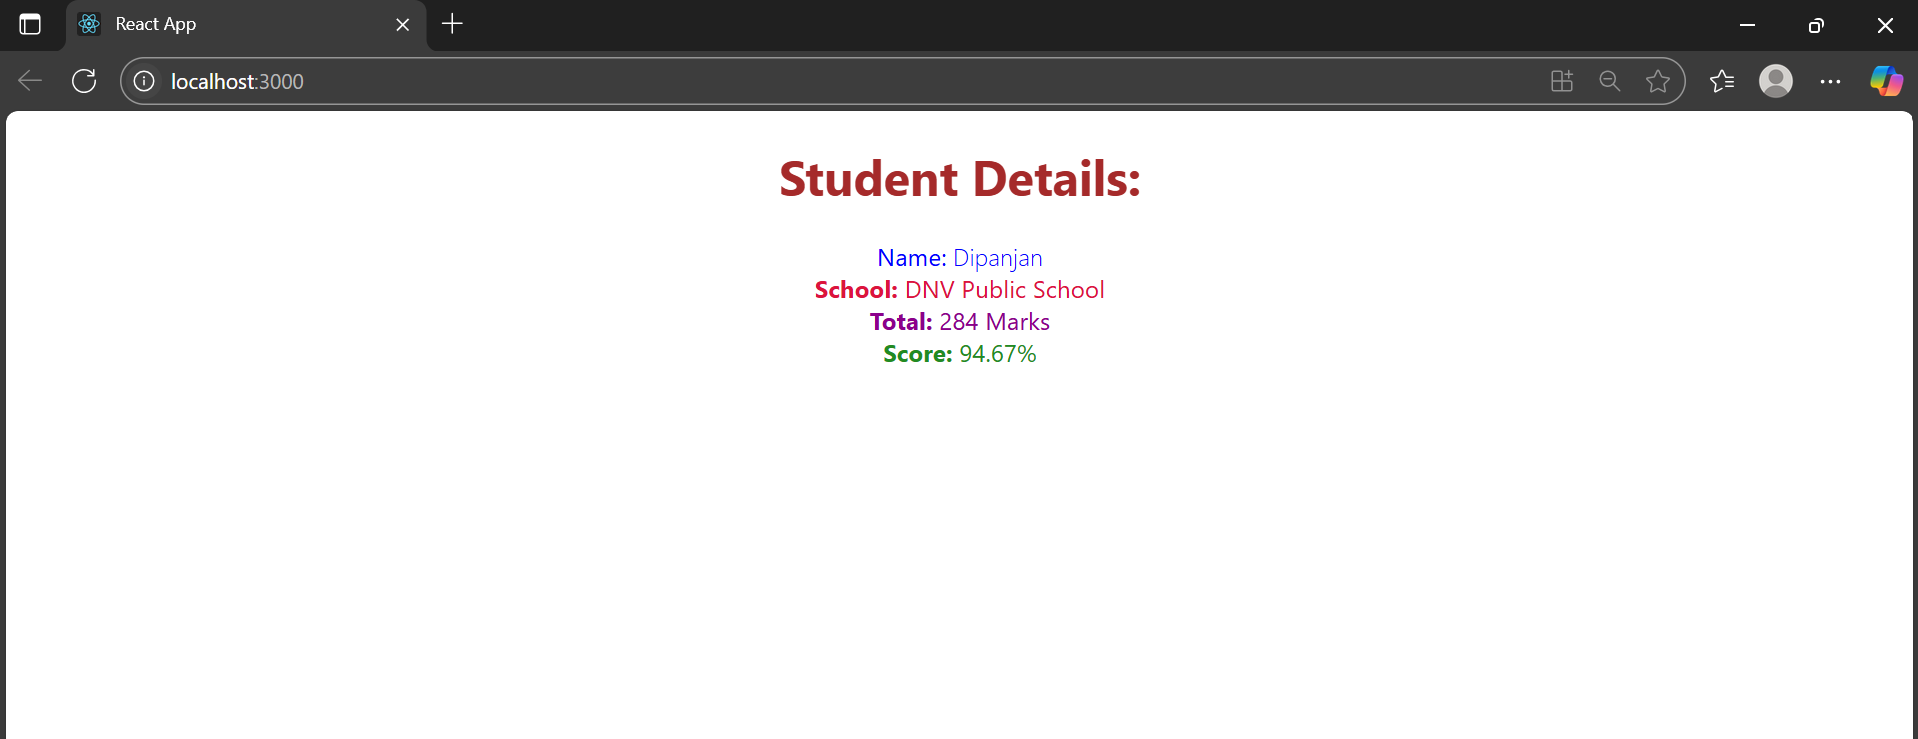 React App
localhost:3000
Student Details:
Name: Dipanjan
School: DNV Public School
Total: 284 Marks
Score: 94.67%